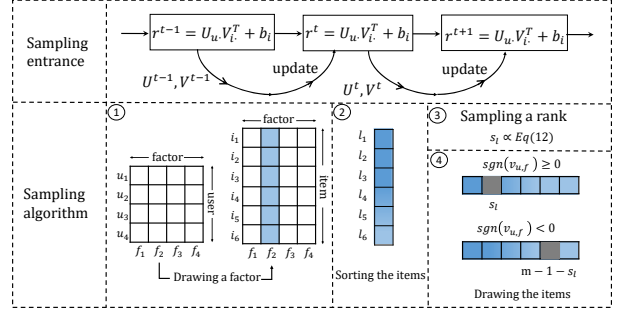 Sampling
entrance
r^{t-1} = U_{u·}V_{i·}^T + b_i
r^t = U_{u·}V_{i·}^T + b_i
r^{t+1} = U_{u·}V_{i·}^T + b_i
update
update
U^{t-1}, V^{t-1}
U^t, V^t
Sampling
algorithm
1
factor
user
u_1
u_2
u_3
u_4
f_1 f_2 f_3 f_4
factor
item
i_1
i_2
i_3
i_4
i_5
i_6
f_1 f_2 f_3 f_4
Drawing a factor
2
l_1
l_2
l_3
l_4
l_5
l_6
Sorting the items
3
Sampling a rank
s_l ∝ Eq(12)
4
sgn(v_{u,f}) ≥ 0
s_l
sgn(v_{u,f}) < 0
m − 1 − s_l
Drawing the items